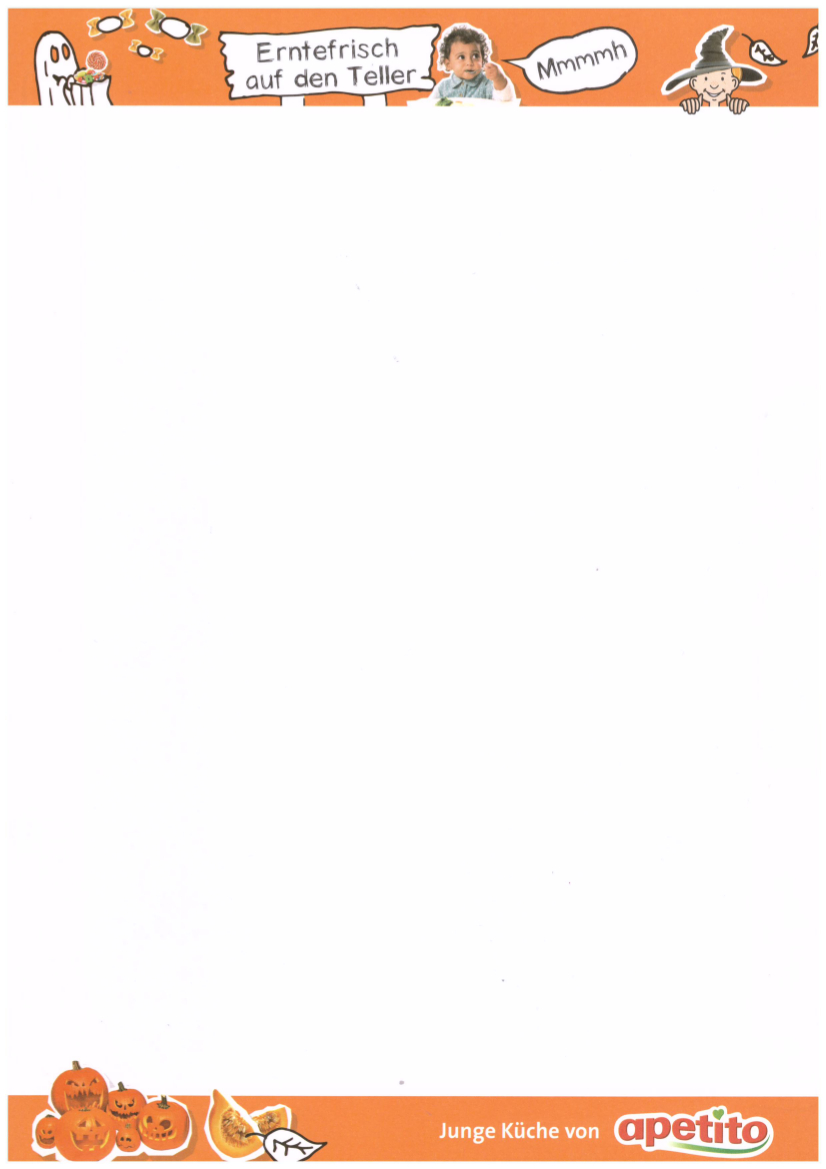 Erntefrisch
auf den Teller
Mmmmh
Junge Küche von apetito